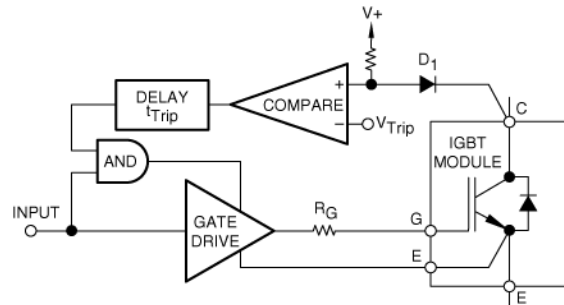 V+
D1
DELAY
tTrip
COMPARE
+
−
VTrip
C
IGBT
MODULE
AND
INPUT
GATE
DRIVE
RG
G
E
E